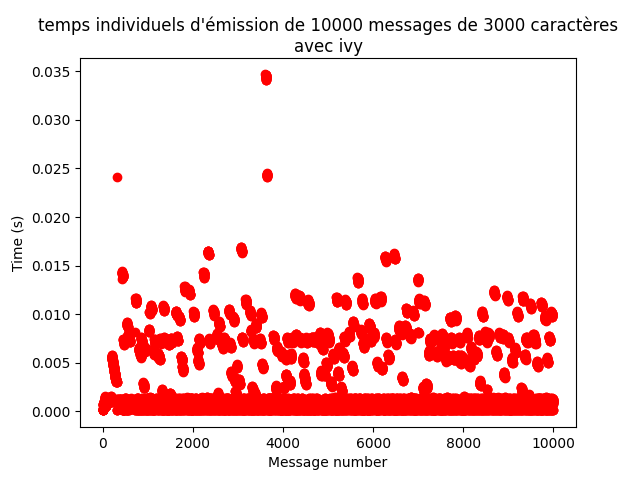 temps individuels d'émission de 10000 messages de 3000 caractères
avec ivy
0.035
0.030
0.025
0.020
0.015
0.010
0.005
0.000
Time (s)
0 2000 4000 6000 8000 10000
Message number